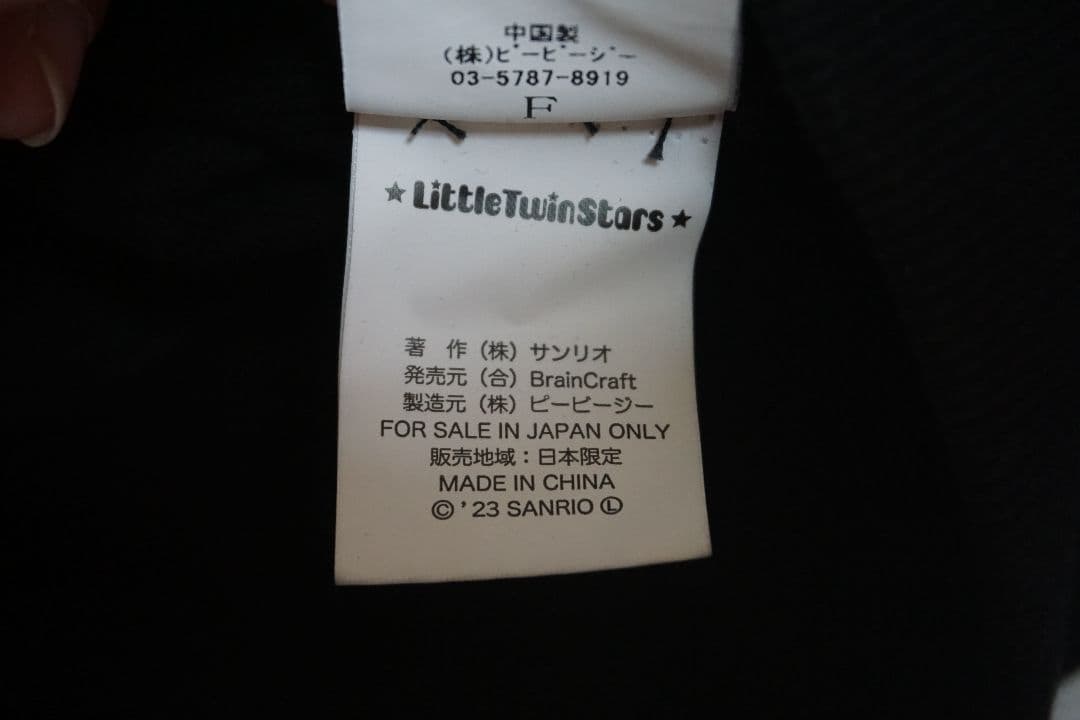 中国製
(株)ピーピージー
03-5787-8919
F
★LittleTwinStars★
著 作（株）サンリオ
発売元（合）BrainCraft
製造元（株）ピーピージー
FOR SALE IN JAPAN ONLY
販売地域：日本限定
MADE IN CHINA
© '23 SANRIO Ⓛ